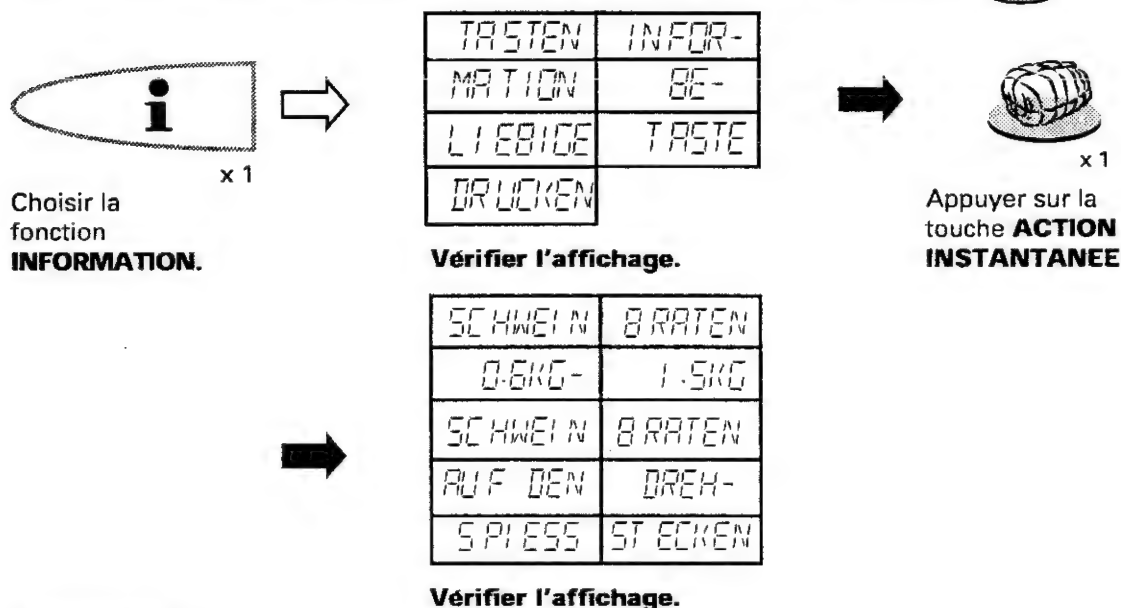 TASTEN INFOR-
MATION BE-
LIEBIGE TASTE
DRUCKEN
x 1
Choisir la
fonction
INFORMATION.
Vérifier l'affichage.
x 1
Appuyer sur la
touche ACTION
INSTANTANEE
SCHWEIN BRATEN
0.6KG- 1.5KG
SCHWEIN BRATEN
AUF DEN DREH-
SPIESS STECKEN
Vérifier l'affichage.